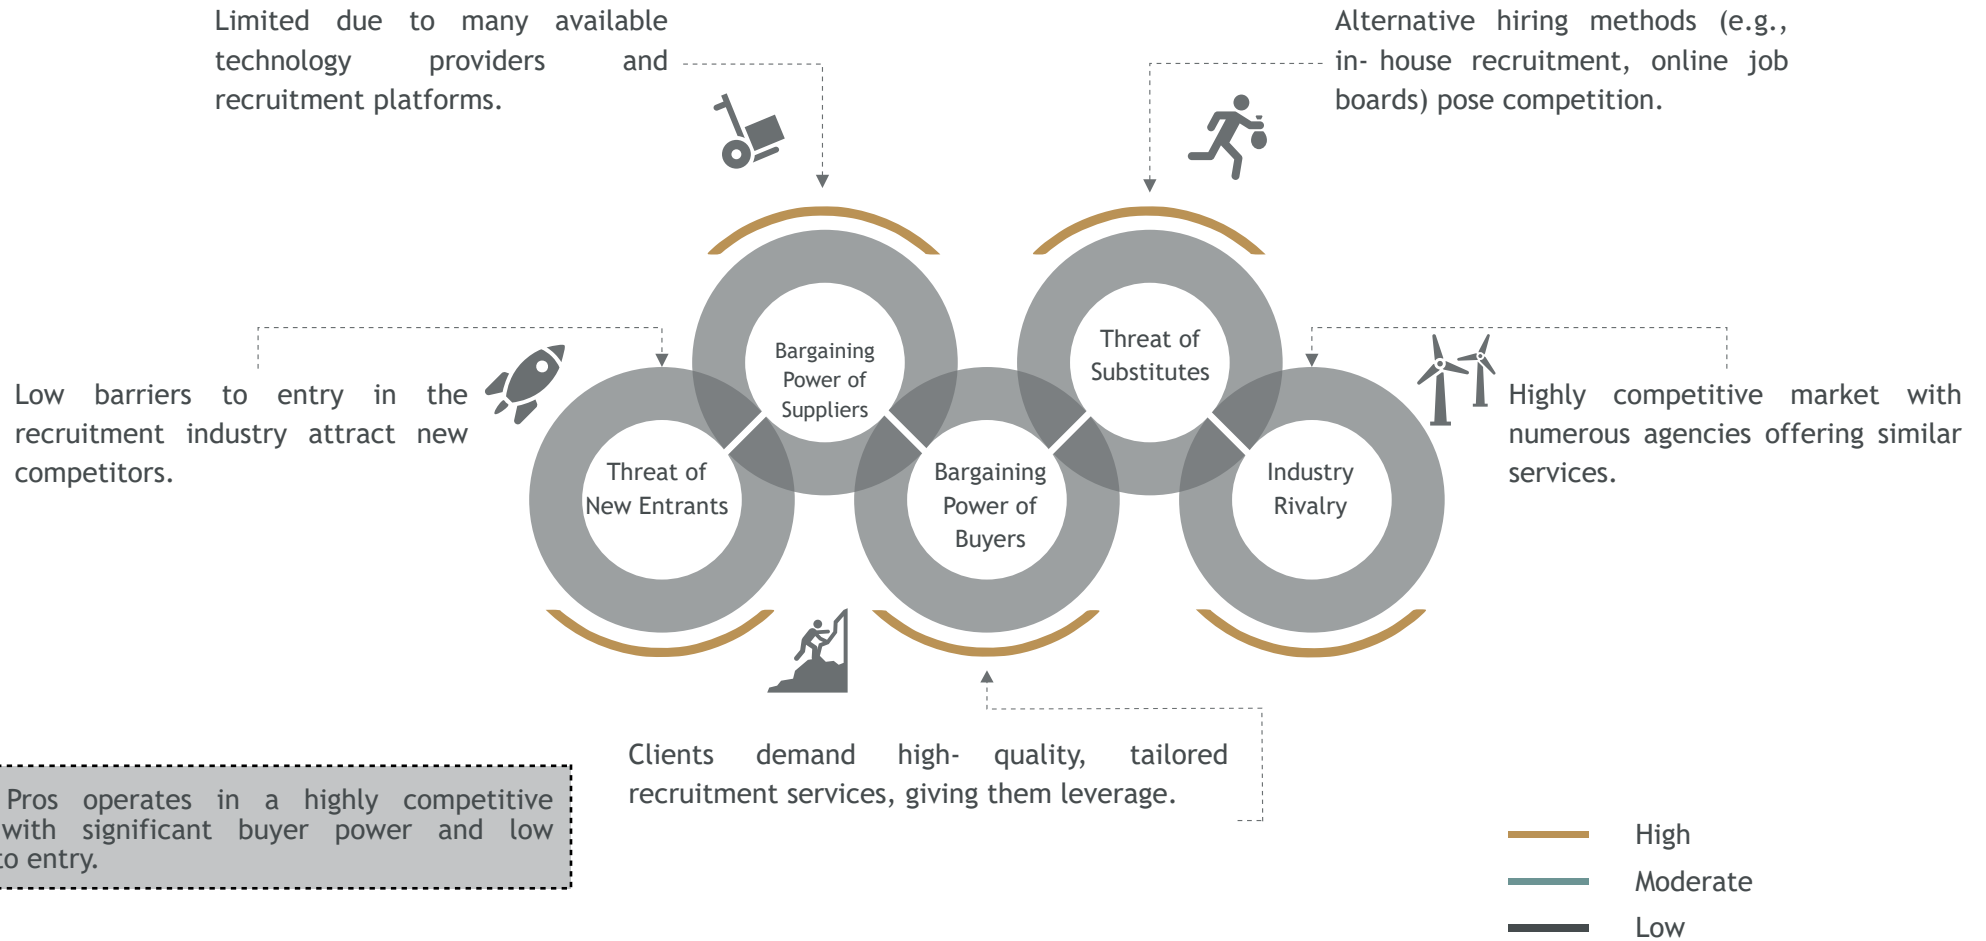 Limited due to many available
technology providers and
recruitment platforms.
Alternative hiring methods (e.g.,
in- house recruitment, online job
boards) pose competition.
Low barriers to entry in the
recruitment industry attract new
competitors.
Bargaining
Power of
Suppliers
Threat of
Substitutes
Highly competitive market with
numerous agencies offering similar
services.
Threat of
New Entrants
Bargaining
Power of
Buyers
Industry
Rivalry
Clients demand high- quality, tailored
recruitment services, giving them leverage.
Pros operates in a highly competitive
with significant buyer power and low
to entry.
High
Moderate
Low